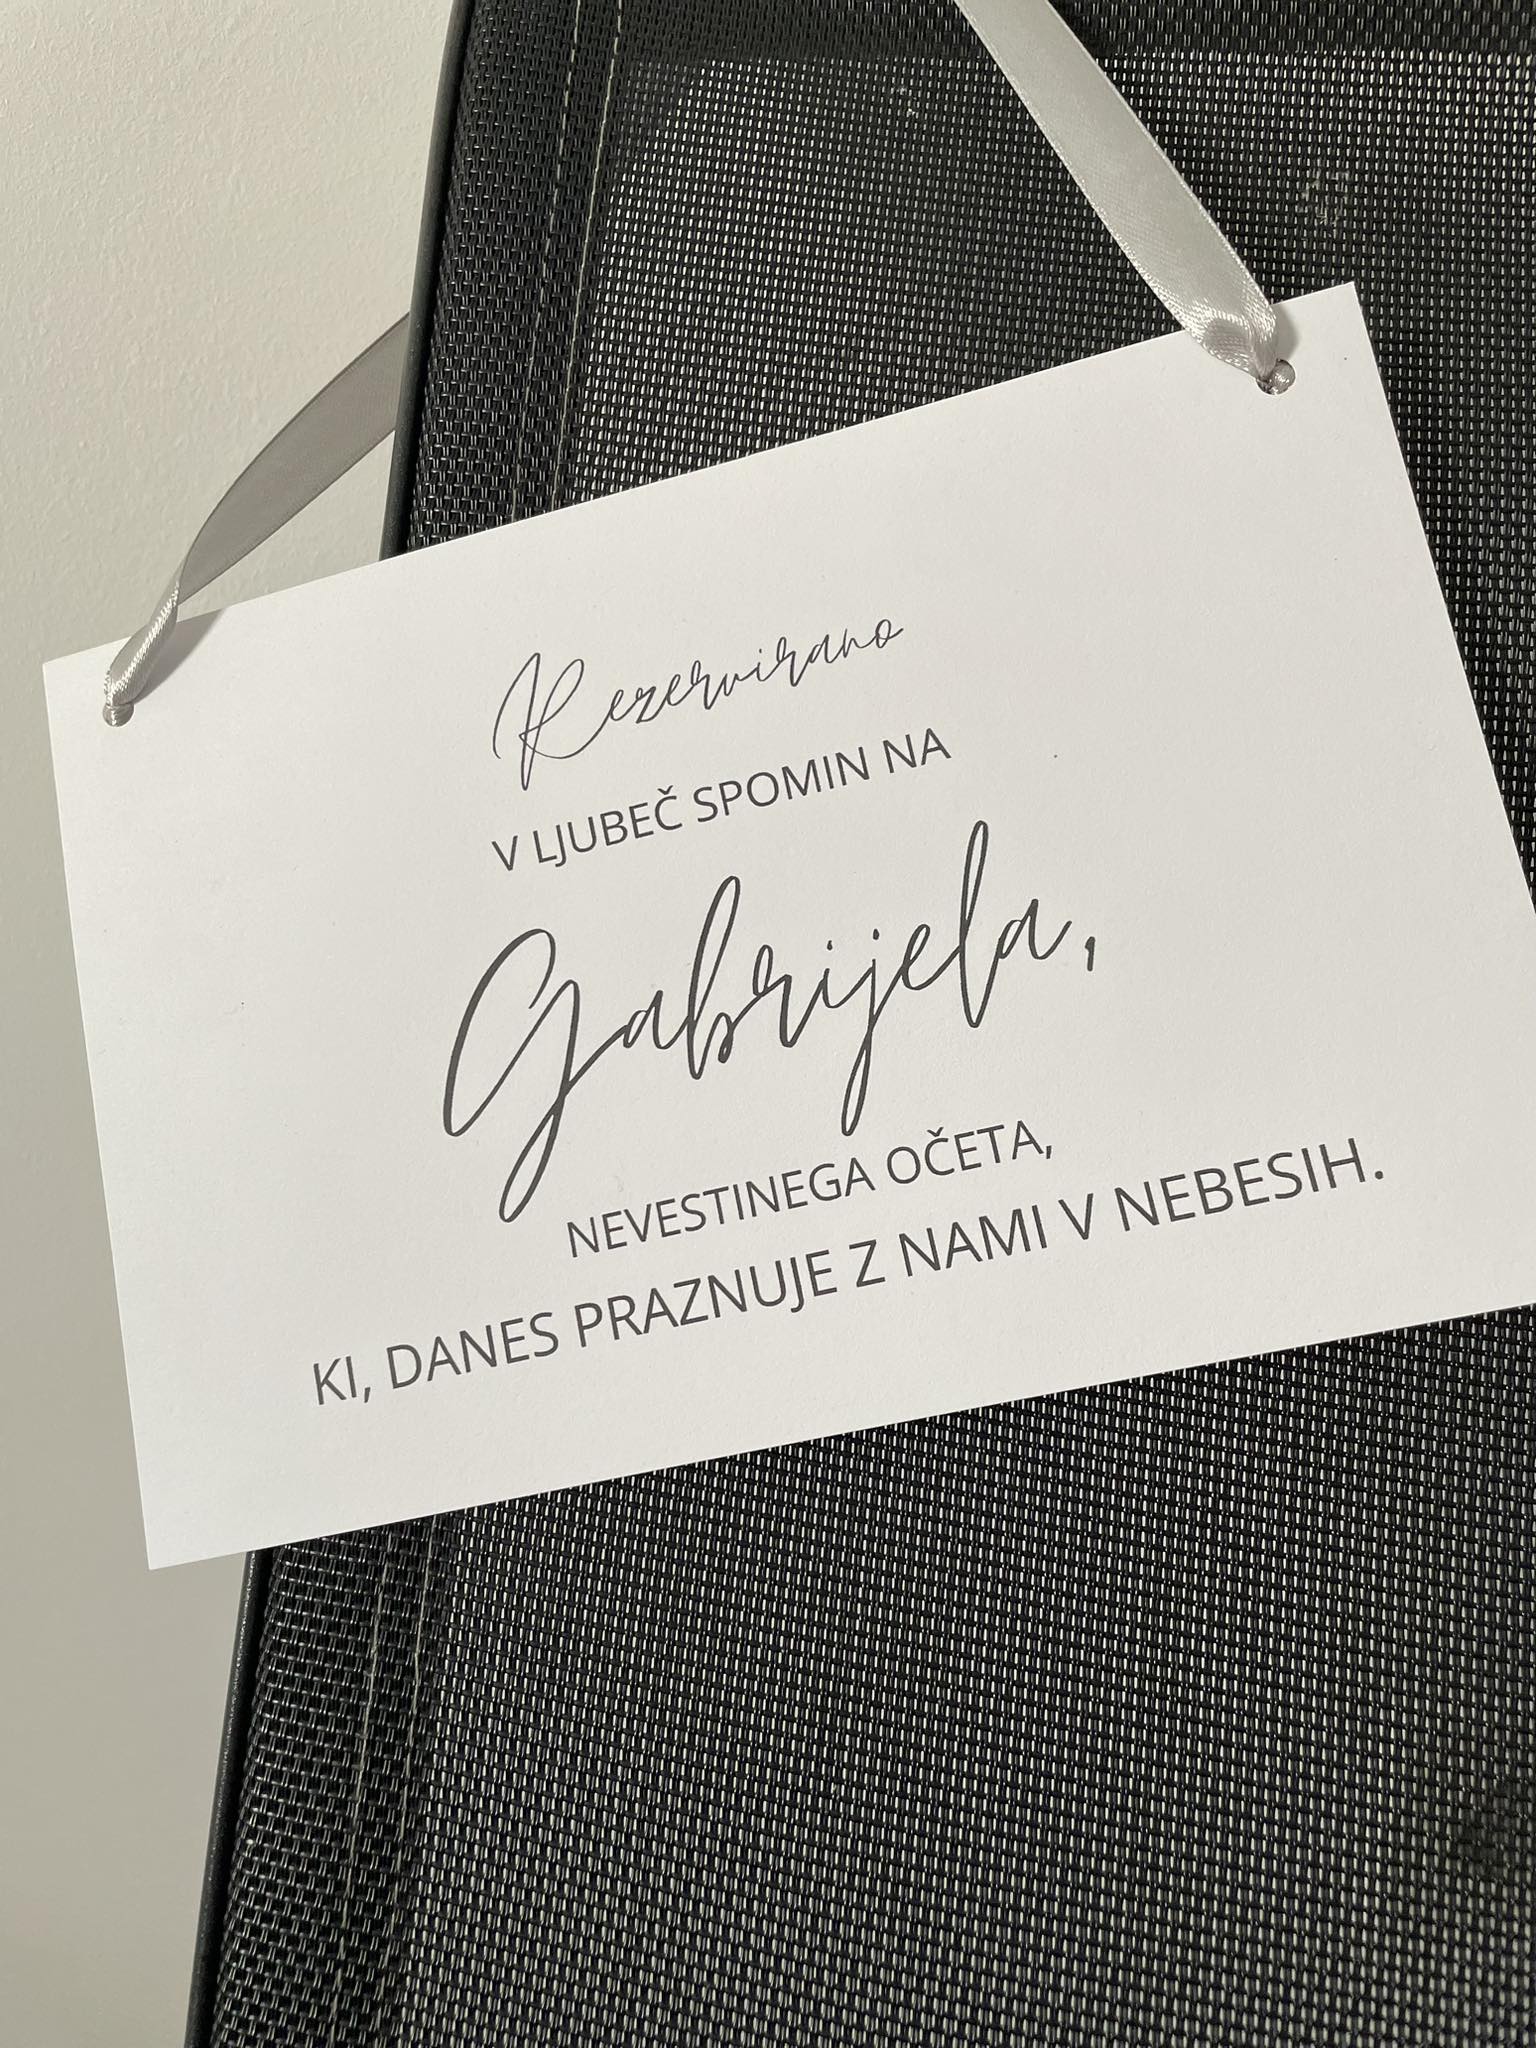 Rezervirano
V LJUBEČ SPOMIN NA
Gabrijela,
NEVESTINEGA OČETA,
KI, DANES PRAZNUJE Z NAMI V NEBESIH.